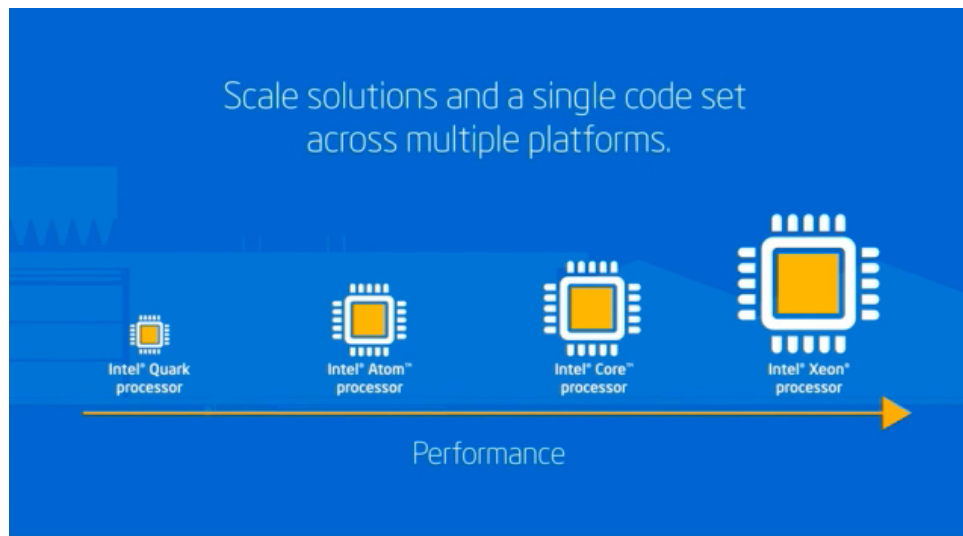 Scale solutions and a single code set
across multiple platforms.
Intel® Quark
processor
Intel® Atom™
processor
Intel® Core™
processor
Intel® Xeon®
processor
Performance